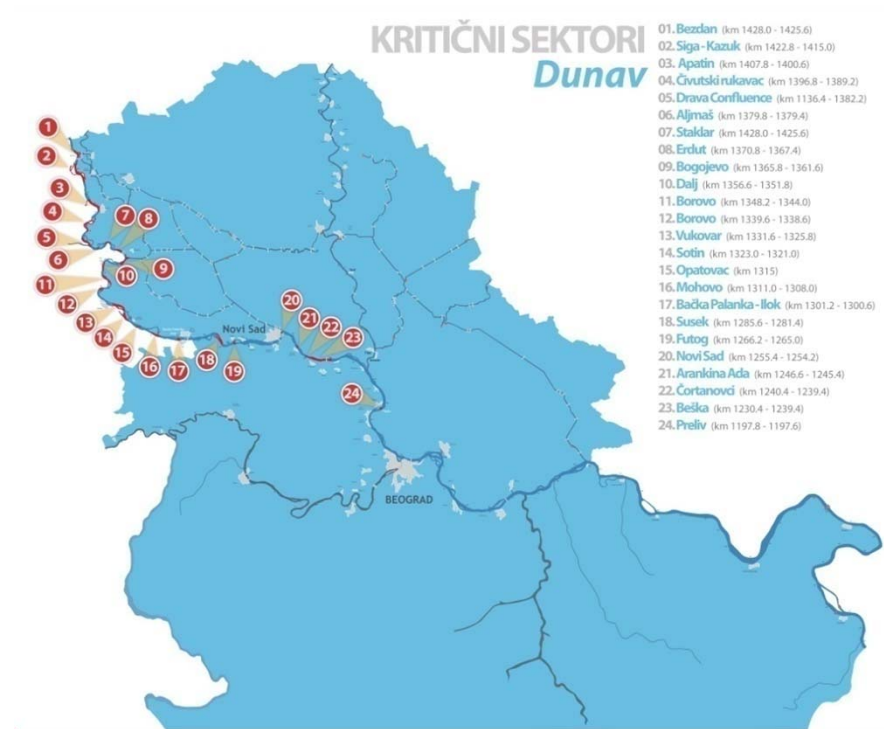 KRITIČNI SEKTORI
Dunav
01. Bezdan (km 1428.0 - 1425.6)
02. Siga - Kazuk (km 1422.8 - 1415.0)
03. Apatin (km 1407.8 - 1400.6)
04. Čivutski rukavac (km 1396.8 - 1389.2)
05. Drava Confluence (km 1136.4 - 1382.2)
06. Aljmaš (km 1379.8 - 1379.4)
07. Staklar (km 1428.0 - 1425.6)
08. Erdut (km 1370.8 - 1367.4)
09. Bogojevo (km 1365.8 - 1361.6)
10. Dalj (km 1356.6 - 1351.8)
11. Borovo (km 1348.2 - 1344.0)
12. Borovo (km 1339.6 - 1338.6)
13. Vukovar (km 1331.6 - 1325.8)
14. Sotin (km 1323.0 - 1321.0)
15. Opatovac (km 1315)
16. Mohovo (km 1311.0 - 1308.0)
17. Bačka Palanka - Ilok (km 1301.2 - 1300.6)
18. Susek (km 1285.6 - 1281.4)
19. Futog (km 1266.2 - 1265.0)
20. Novi Sad (km 1255.4 - 1254.2)
21. Arankina Ada (km 1246.6 - 1245.4)
22. Čortanovci (km 1240.4 - 1239.4)
23. Beška (km 1230.4 - 1239.4)
24. Preliv (km 1197.8 - 1197.6)
1
2
3
4
5
6
7
8
9
10
11
12
13
14
15
16
17
18
19
20
21
22
23
24
Novi Sad
BEOGRAD